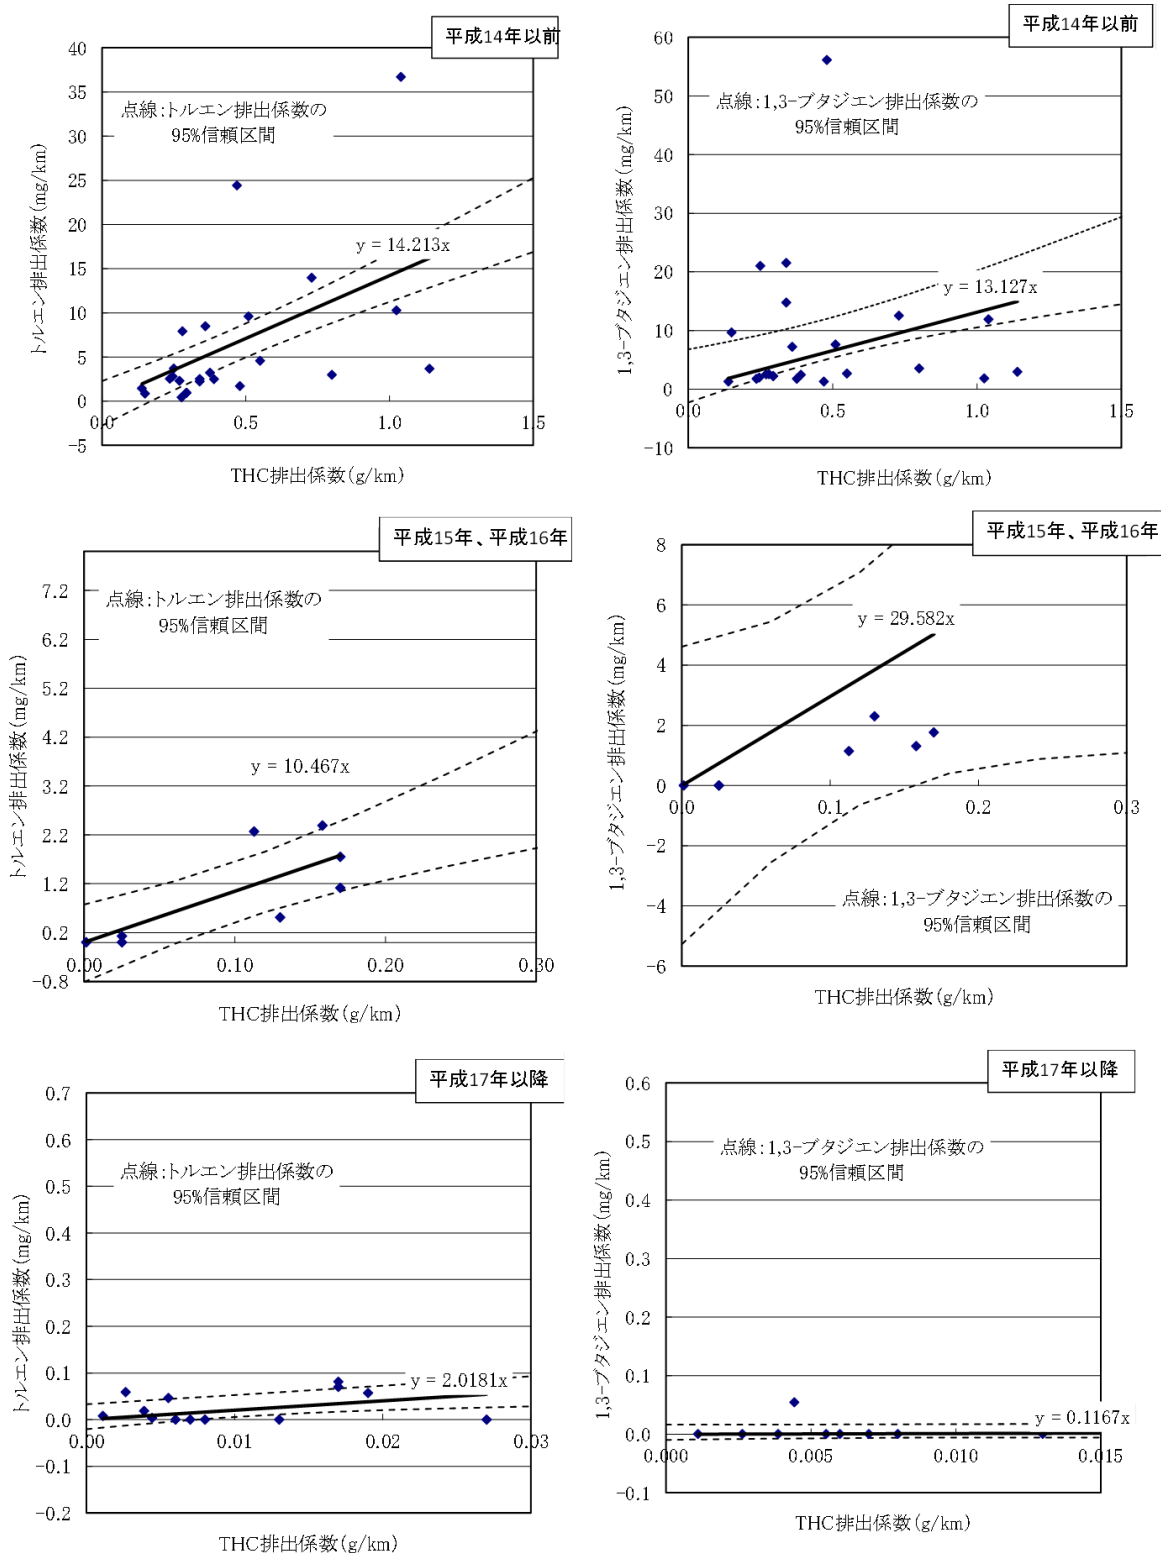 平成14年以前
40
35
30
25
20
15
10
5
0
-5
点線:トルエン排出係数の
95%信頼区間
y = 14.213x
0.0
0.5
1.0
1.5
トルエン排出係数(mg/km)
THC排出係数(g/km)
平成14年以前
60
50
40
30
20
10
0
-10
点線:1,3-ブタジエン排出係数の
95%信頼区間
y = 13.127x
0.0
0.5
1.0
1.5
1,3-ブタジエン排出係数(mg/km)
THC排出係数(g/km)
平成15年、平成16年
7.2
6.2
5.2
4.2
3.2
2.2
1.2
0.2
-0.8
点線:トルエン排出係数の
95%信頼区間
y = 10.467x
0.00
0.10
0.20
0.30
トルエン排出係数(mg/km)
THC排出係数(g/km)
平成15年、平成16年
8
6
4
2
0
-2
-4
-6
y = 29.582x
0.0
0.1
0.2
0.3
点線:1,3-ブタジエン排出係数の
95%信頼区間
1,3-ブタジエン排出係数(mg/km)
THC排出係数(g/km)
平成17年以降
0.7
0.6
0.5
0.4
0.3
0.2
0.1
0.0
-0.1
-0.2
点線:トルエン排出係数の
95%信頼区間
y = 2.0181x
0.00
0.01
0.02
0.03
トルエン排出係数(mg/km)
THC排出係数(g/km)
平成17年以降
0.6
0.5
0.4
0.3
0.2
0.1
0.0
-0.1
点線:1,3-ブタジエン排出係数の
95%信頼区間
y = 0.1167x
0.000
0.005
0.010
0.015
1,3-ブタジエン排出係数(mg/km)
THC排出係数(g/km)